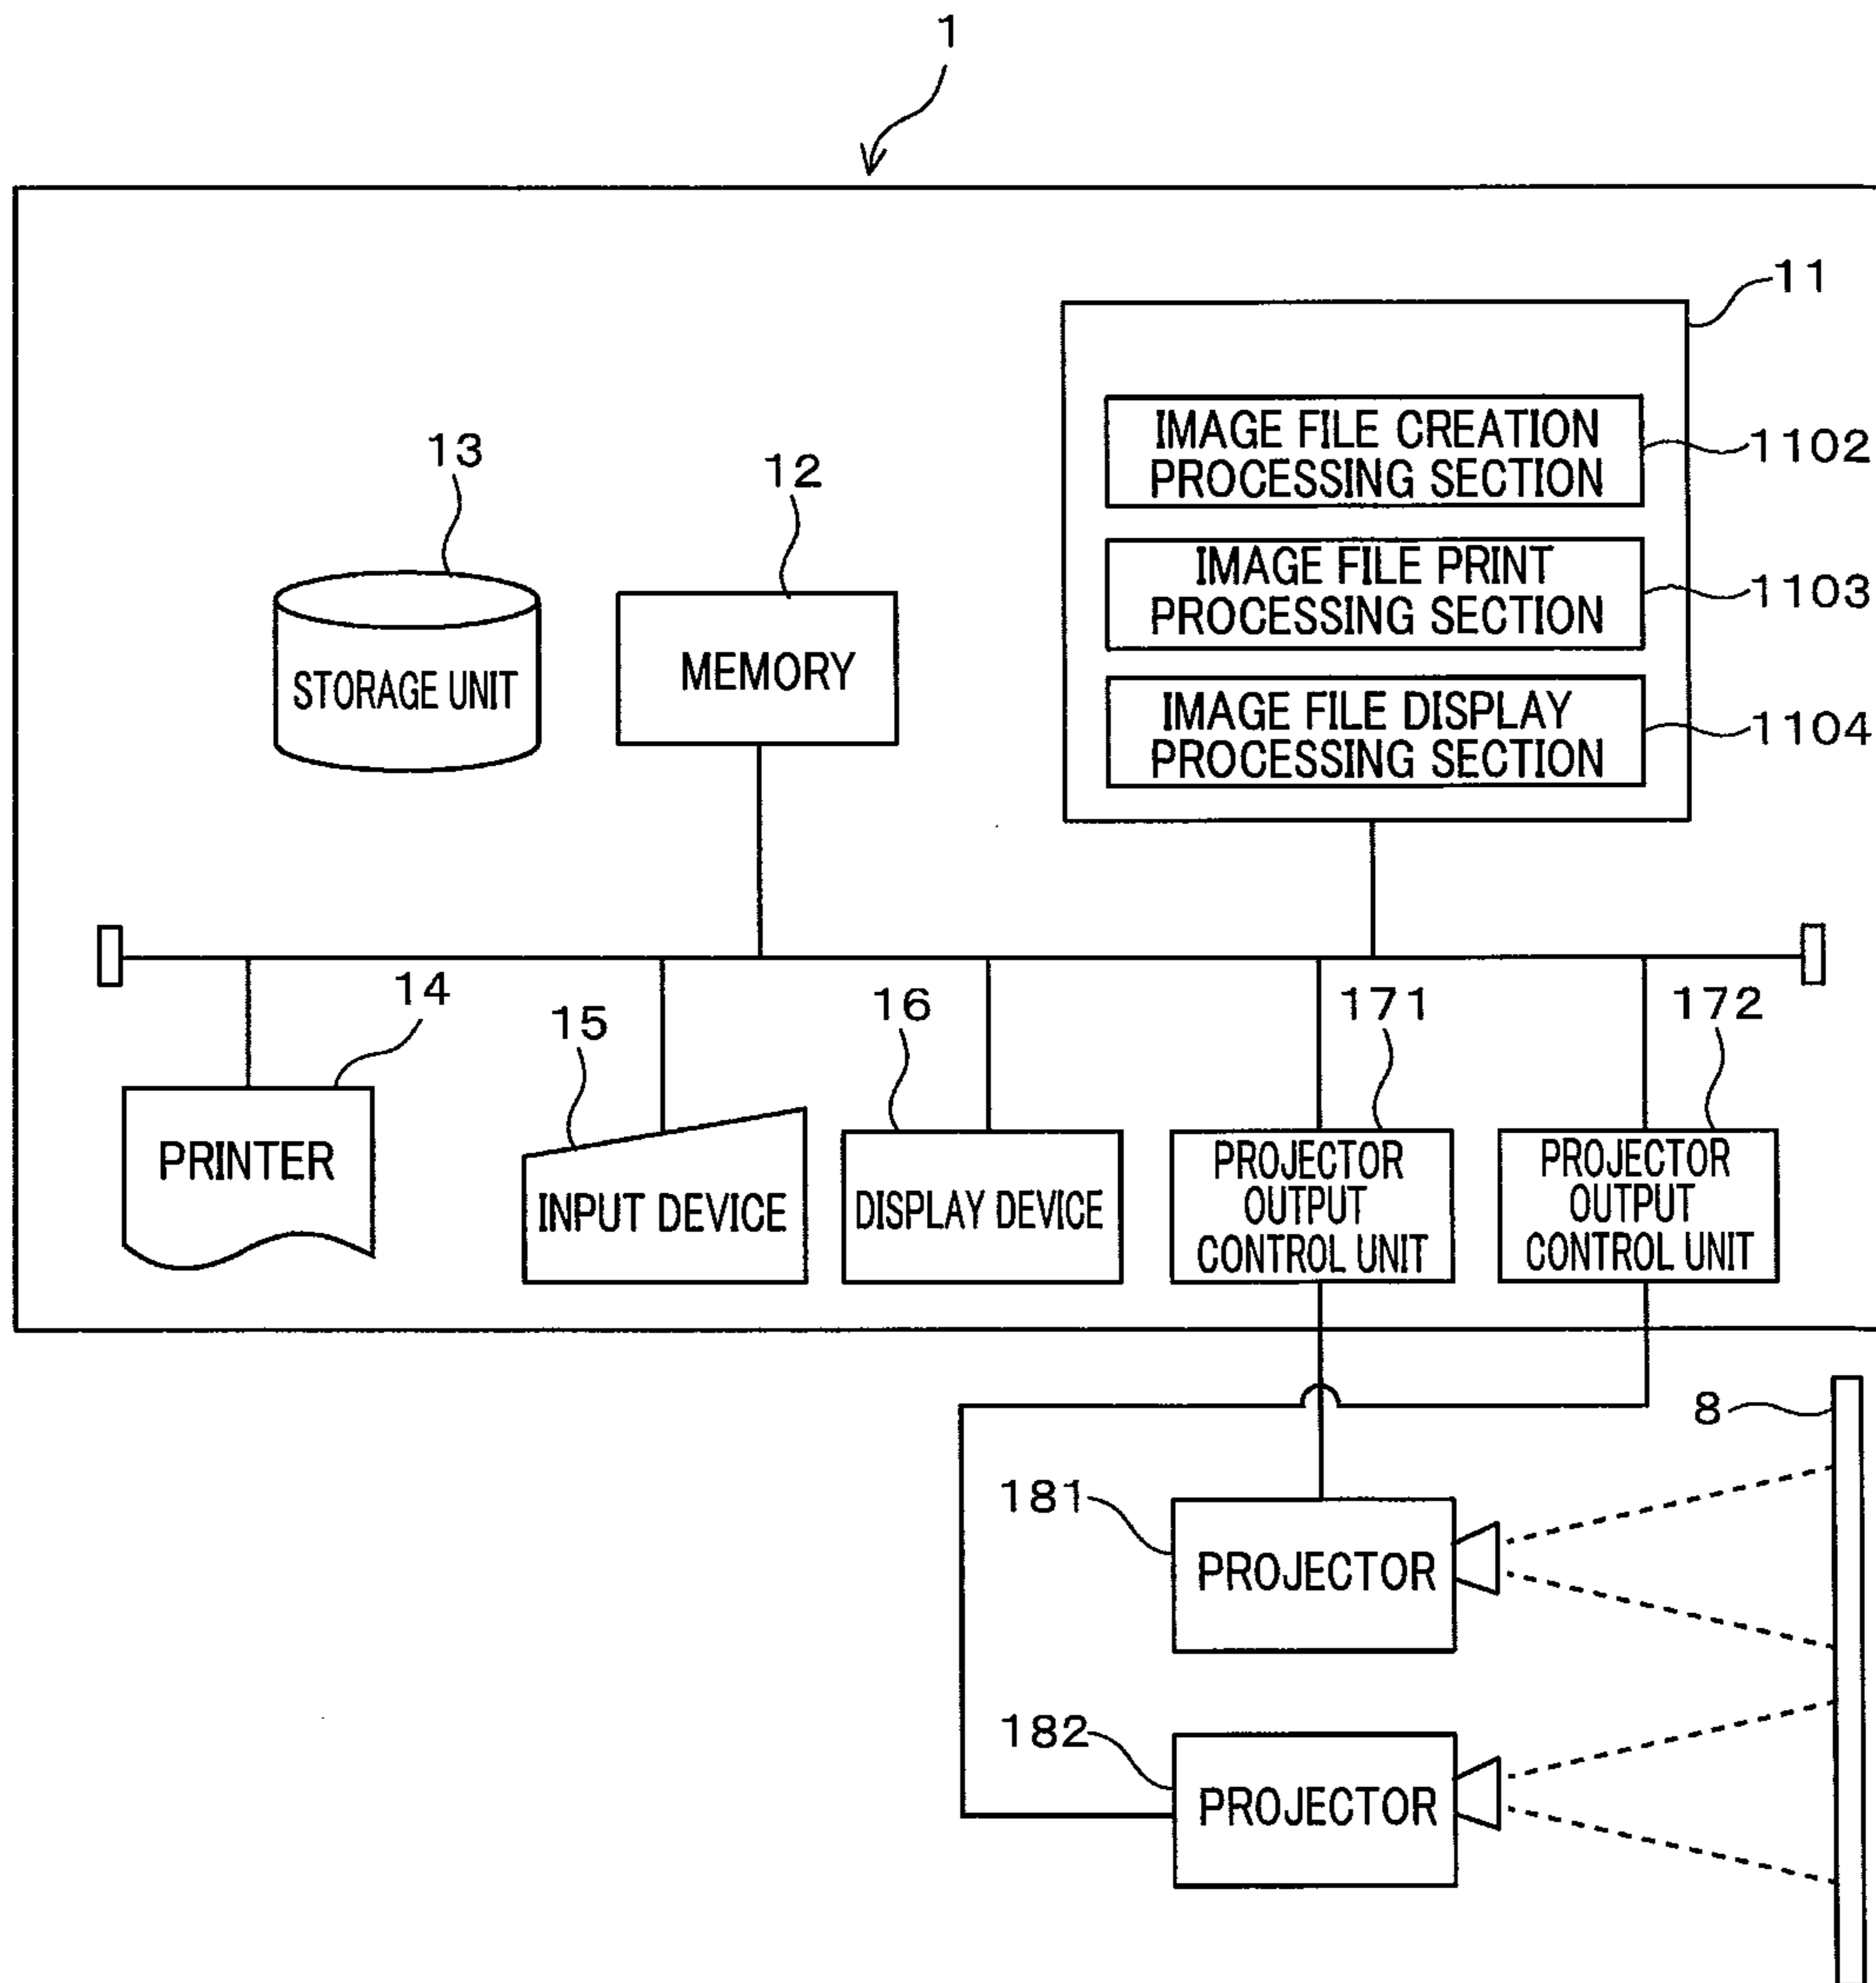 1
11
IMAGE FILE CREATION
PROCESSING SECTION
1102
13
12
IMAGE FILE PRINT
PROCESSING SECTION
1103
STORAGE UNIT
MEMORY
IMAGE FILE DISPLAY
PROCESSING SECTION
1104
14
15
16
171
172
PRINTER
INPUT DEVICE
DISPLAY DEVICE
PROJECTOR
OUTPUT
CONTROL UNIT
PROJECTOR
OUTPUT
CONTROL UNIT
8
181
PROJECTOR
182
PROJECTOR